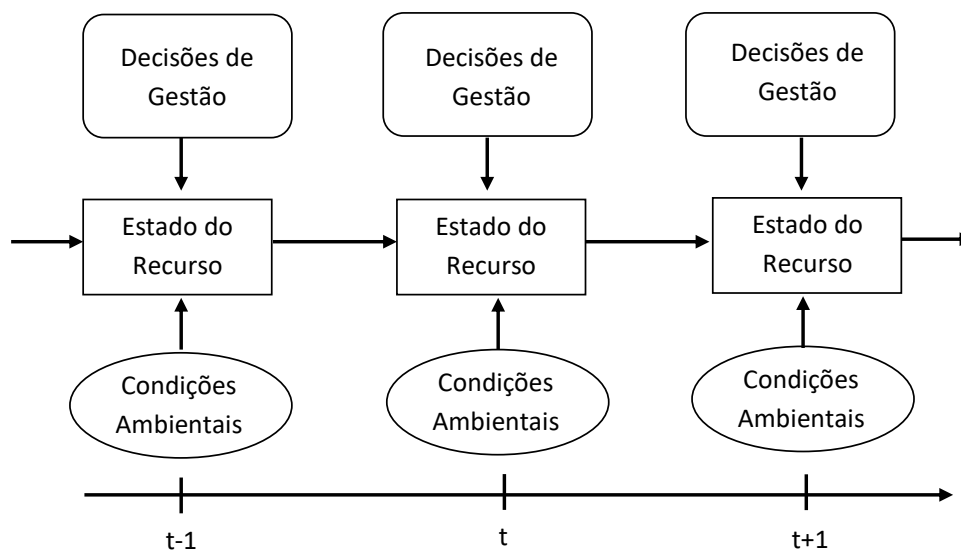 Decisões de
Gestão
Decisões de
Gestão
Decisões de
Gestão
Estado do
Recurso
Estado do
Recurso
Estado do
Recurso
Condições
Ambientais
Condições
Ambientais
Condições
Ambientais
t-1
t
t+1